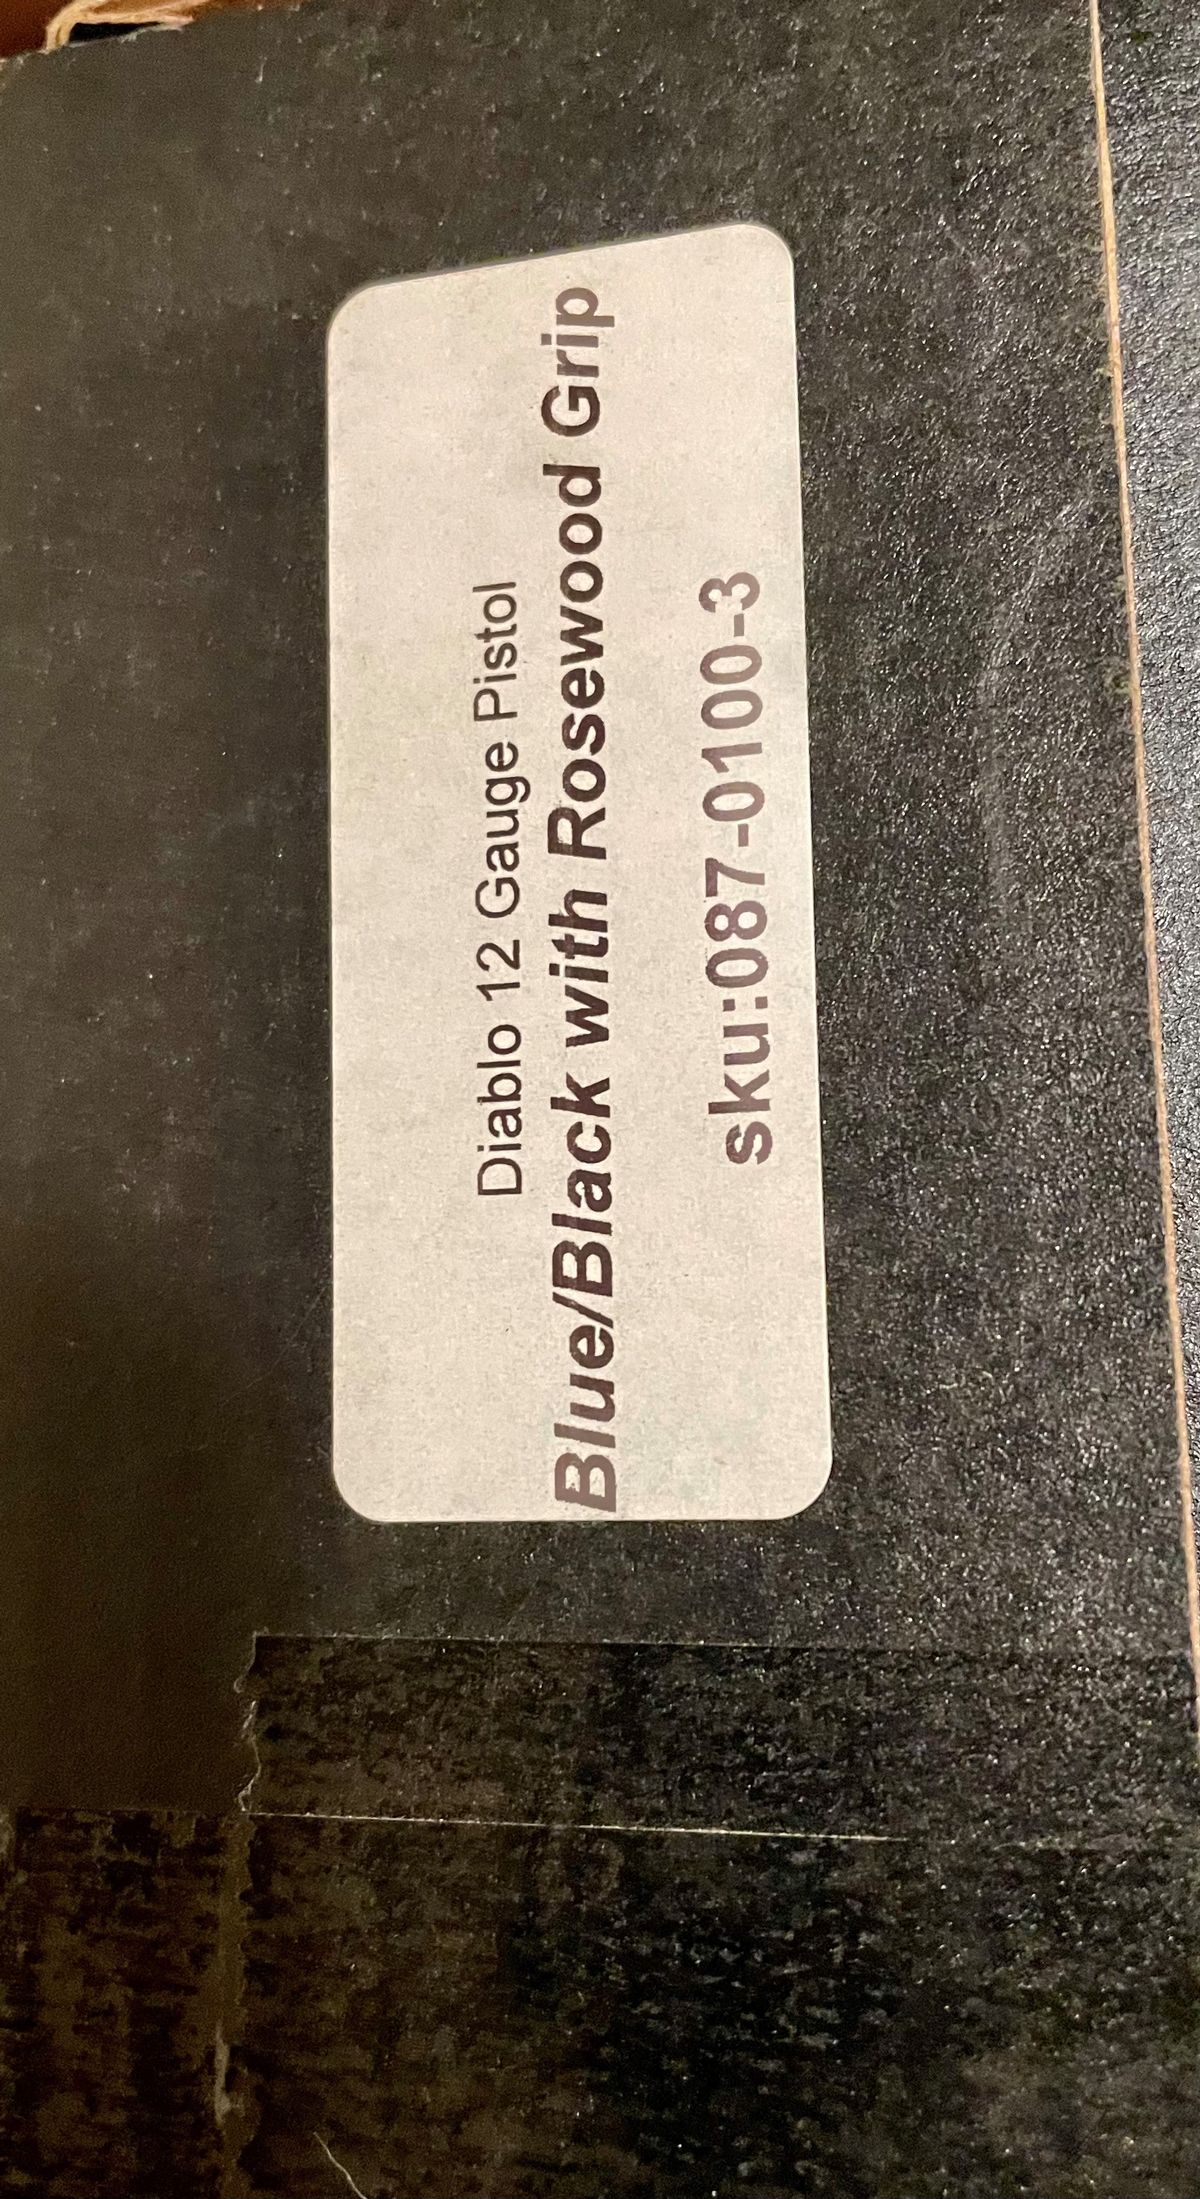 Diablo 12 Gauge Pistol
Blue/Black with Rosewood Grip
sku:087-0100-3